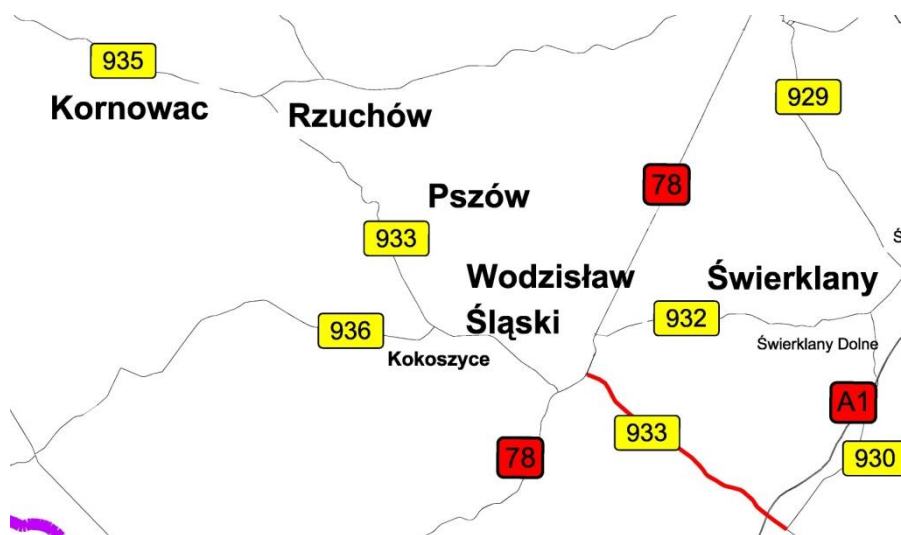 935
929
Kornowac
Rzuchów
78
Pszów
933
Ś
Wodzisław
Śląski
Świerklany
936
932
Kokoszyce
Świerklany Dolne
A1
933
78
930